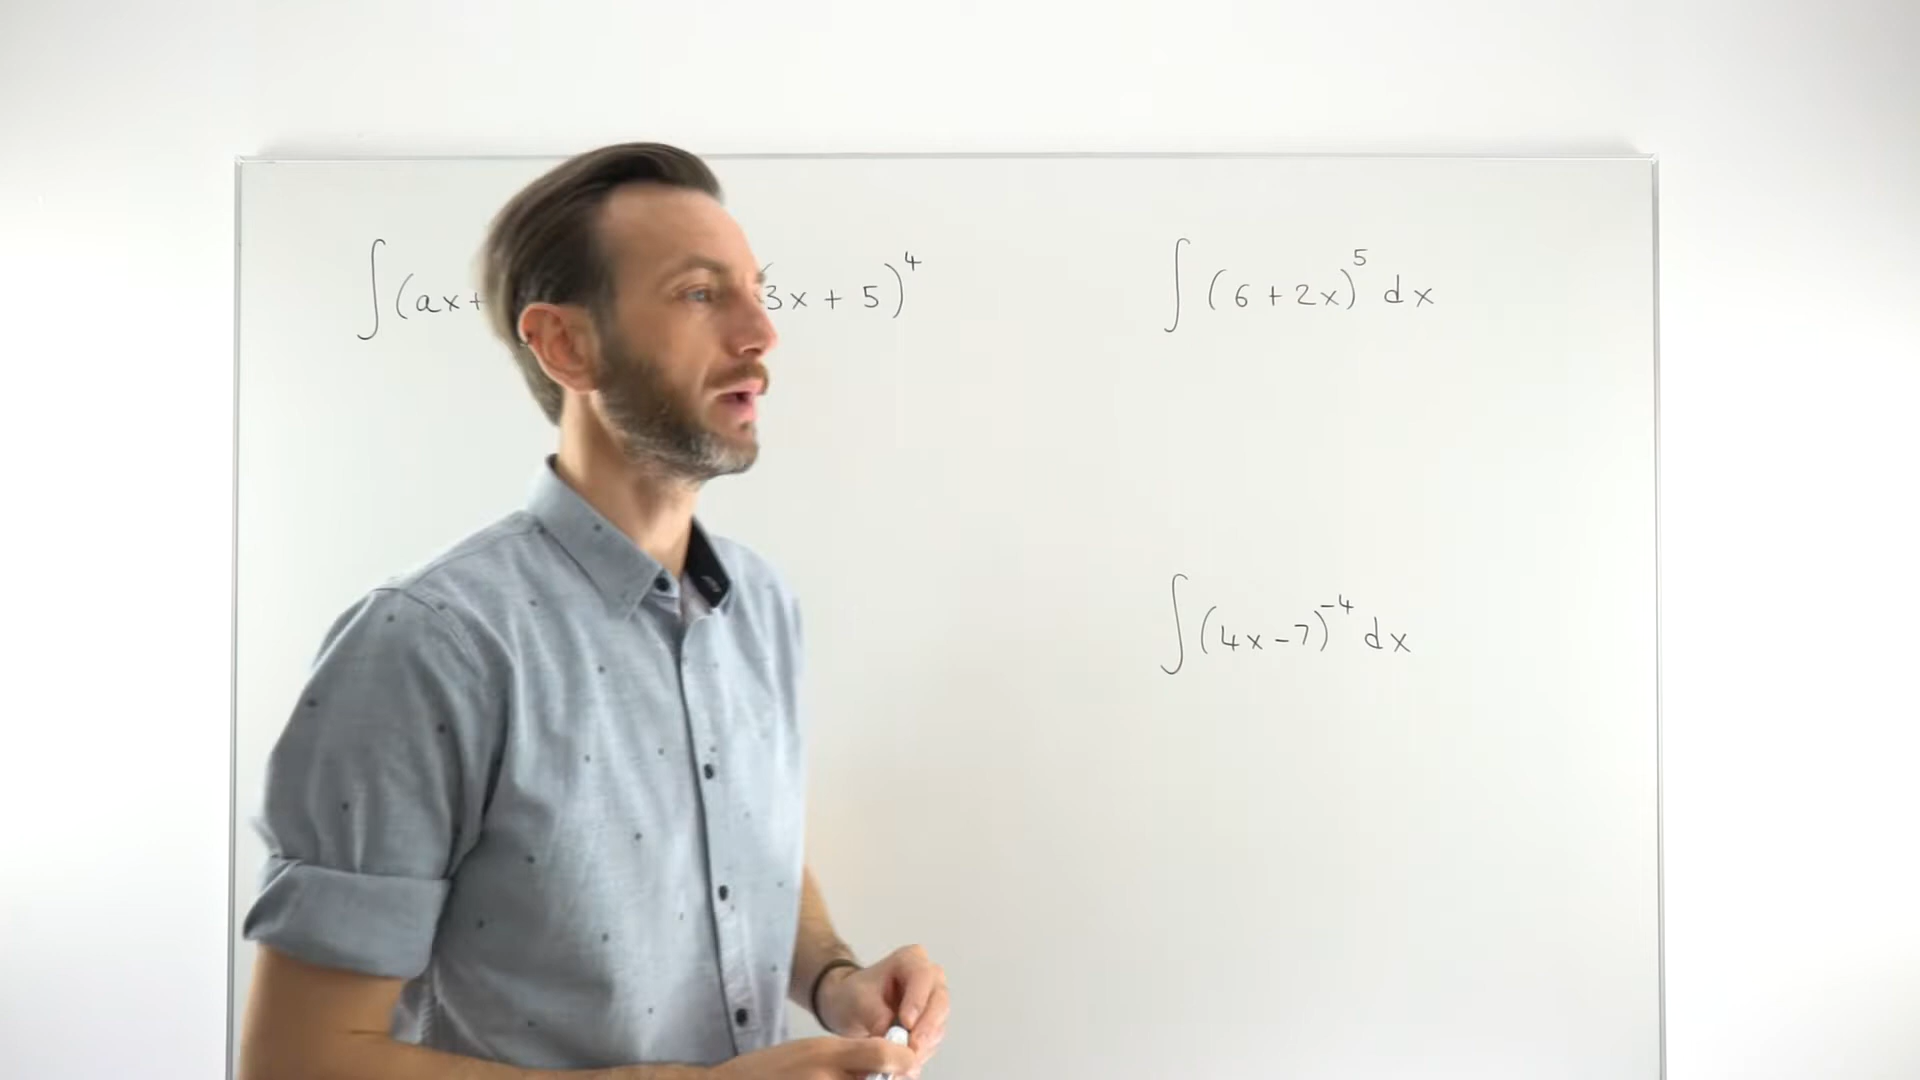 ∫(ax+ 3x + 5)⁴
∫(6 + 2x)⁵ dx
∫(4x - 7)⁻⁴ dx